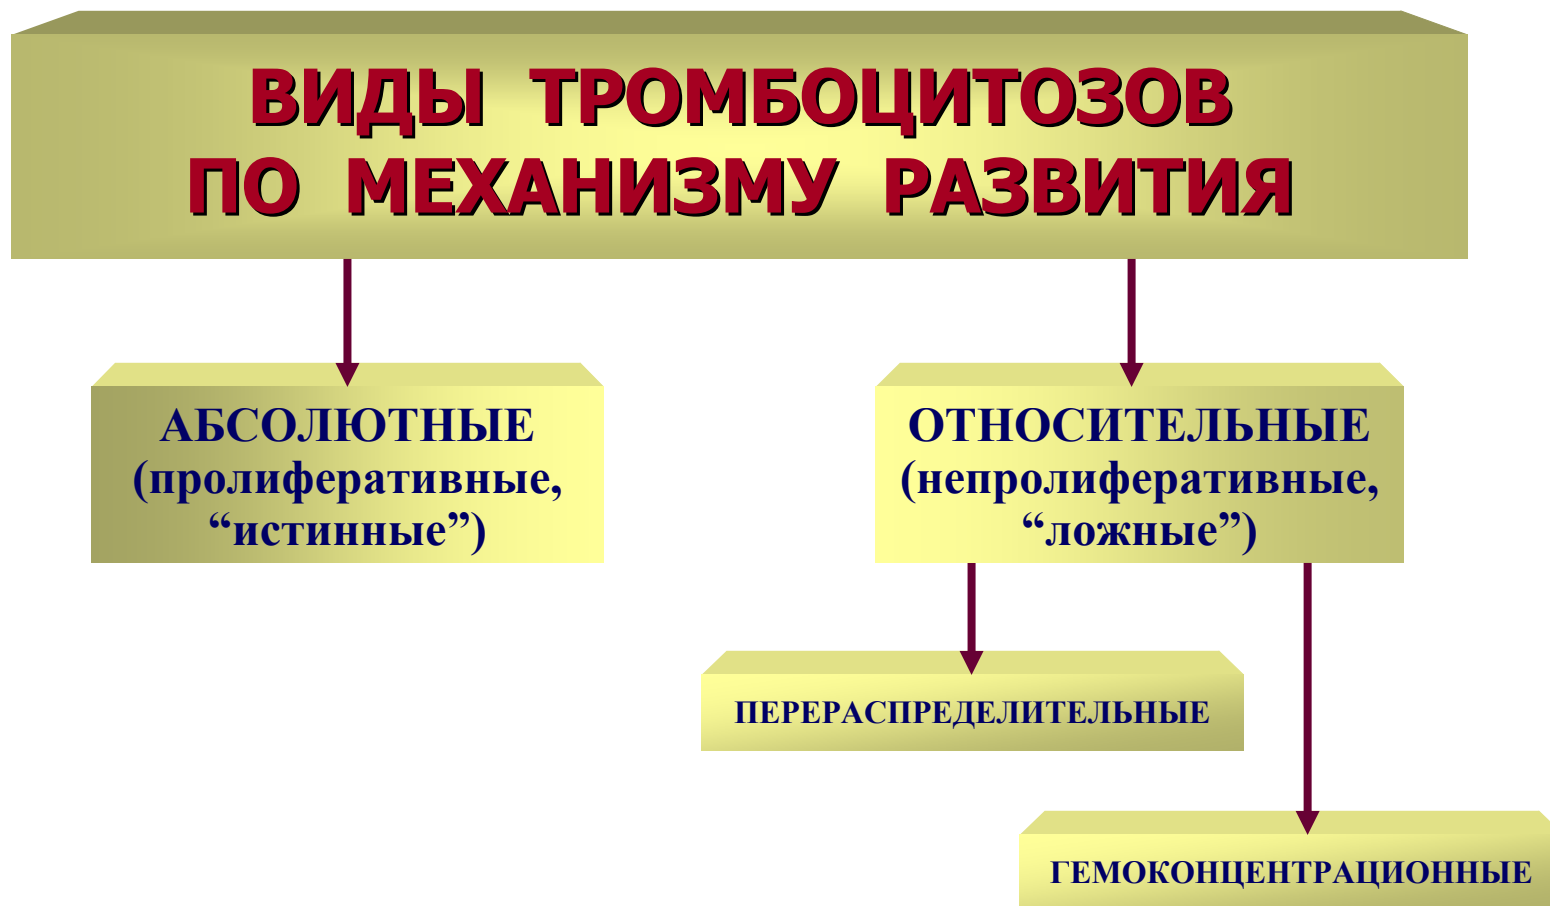 ВИДЫ ТРОМБОЦИТОЗОВ
ПО МЕХАНИЗМУ РАЗВИТИЯ
АБСОЛЮТНЫЕ
(пролиферативные,
“истинные”)
ОТНОСИТЕЛЬНЫЕ
(непролиферативные,
“ложные”)
ПЕРЕРАСПРЕДЕЛИТЕЛЬНЫЕ
ГЕМОКОНЦЕНТРАЦИОННЫЕ